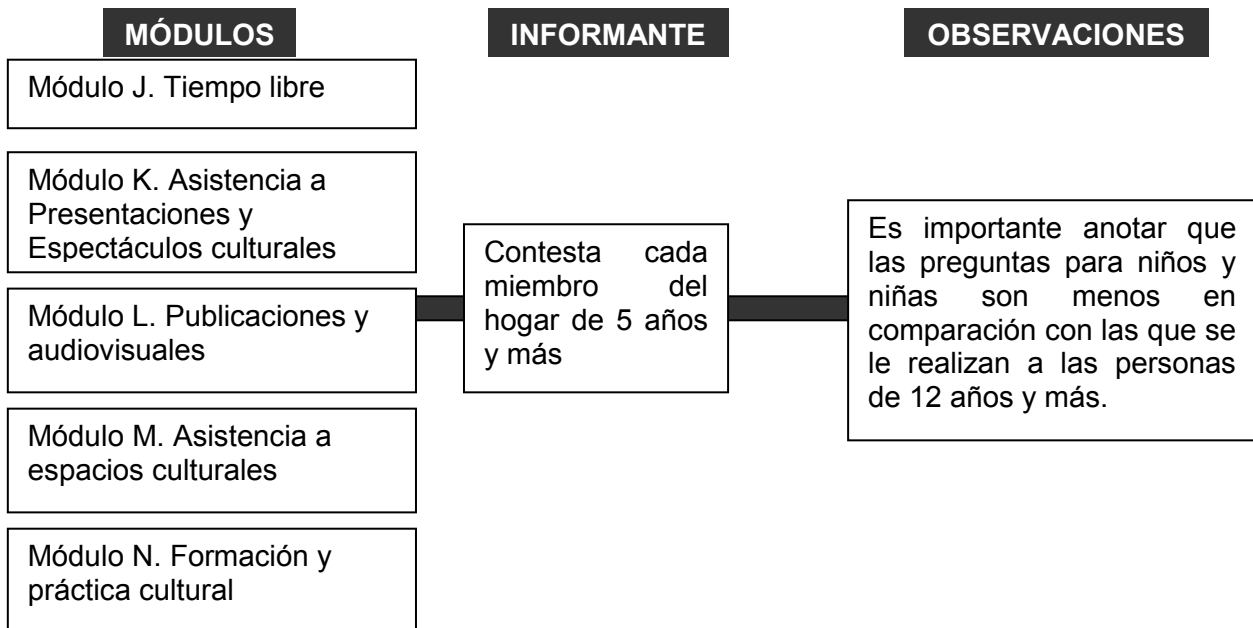 MÓDULOS
INFORMANTE
OBSERVACIONES
Módulo J. Tiempo libre
Módulo K. Asistencia a
Presentaciones y
Espectáculos culturales
Módulo L. Publicaciones y
audiovisuales
Módulo M. Asistencia a
espacios culturales
Módulo N. Formación y
práctica cultural
Contesta cada
miembro del
hogar de 5 años
y más
Es importante anotar que
las preguntas para niños y
niñas son menos en
comparación con las que se
le realizan a las personas
de 12 años y más.